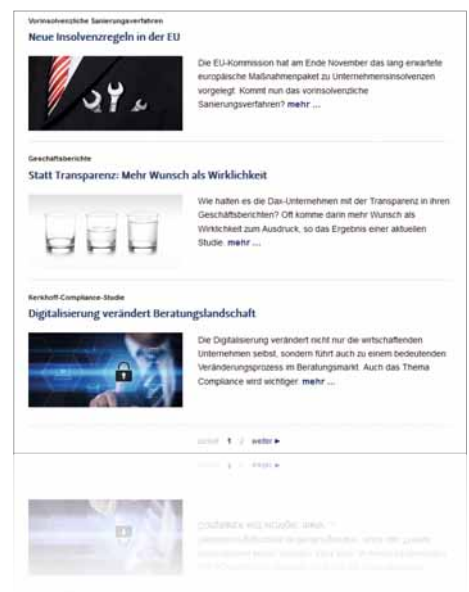 Vorinsolvenzliche Sanierungsverfahren
Neue Insolvenzregeln in der EU
Die EU-Kommission hat am Ende November das lang erwartete
europäische Maßnahmenpaket zu Unternehmensinsolvenzen
vorgelegt. Kommt nun das vorinsolvenzliche
Sanierungsverfahren? mehr ...
Geschäftsberichte
Statt Transparenz: Mehr Wunsch als Wirklichkeit
Wie halten es die Dax-Unternehmen mit der Transparenz in ihren
Geschäftsberichten? Oft komme darin mehr Wunsch als
Wirklichkeit zum Ausdruck, so das Ergebnis einer aktuellen
Studie. mehr ...
Kerkhoff-Compliance-Studie
Digitalisierung verändert Beratungslandschaft
Die Digitalisierung verändert nicht nur die wirtschaftenden
Unternehmen selbst, sondern führt auch zu einem bedeutenden
Veränderungsprozess im Beratungsmarkt. Auch das Thema
Compliance wird wichtiger. mehr ...
zurück 1 2 weiter ►